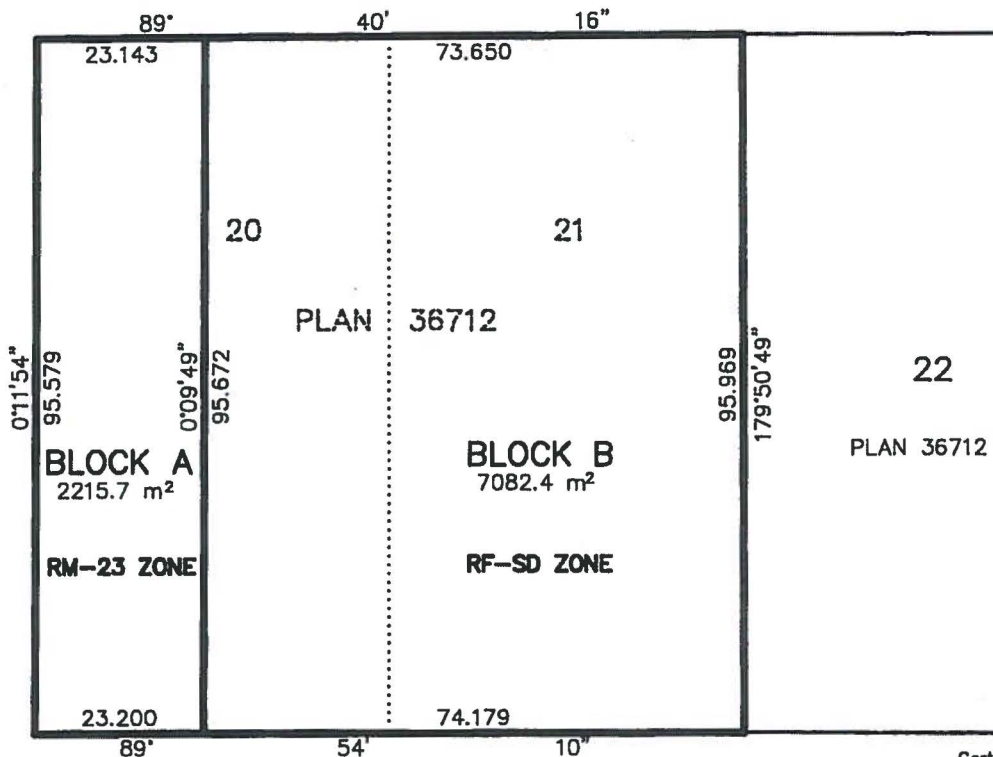 89° 40' 16"
23.143 73.650
20 21
PLAN 36712
0°11'54"
95.579
0°09'49"
95.672
95.969
179°50'49"
22
PLAN 36712
BLOCK A
2215.7 m²
BLOCK B
7082.4 m²
RM-23 ZONE
RF-SD ZONE
23.200 74.179
89° 54' 10"